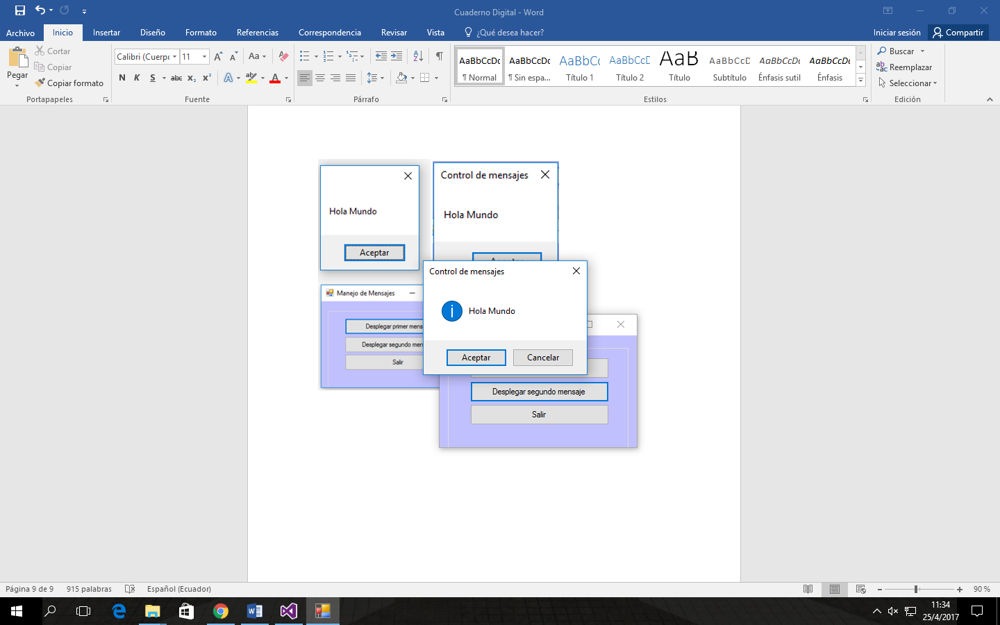 Cuaderno Digital - Word
Archivo Inicio Insertar Diseño Formato Referencias Correspondencia Revisar Vista ¿Qué desea hacer? Iniciar sesión Compartir
Pegar
Cortar
Copiar
Copiar formato
Portapapeles
Calibri (Cuerpo 11
Aa
N K S abc x₂ x²
A ab A
Fuente
Párrafo
AaBbCcDc AaBbCcDc AaBbCc AaBbCcD AaB AaBbCcD AaBbCcDc AaBbCcDc
¶ Normal ¶ Sin espa... Título 1 Título 2 Título Subtítulo Énfasis sutil Énfasis
Estilos
Buscar
Reemplazar
Seleccionar
Edición
Hola Mundo
Aceptar
Control de mensajes
Hola Mundo
Control de mensajes
Hola Mundo
Aceptar Cancelar
Manejo de Mensajes
Desplegar primer mens
Desplegar segundo men
Salir
Desplegar segundo mensaje
Salir
Página 9 de 9 915 palabras Español (Ecuador) 90 %
11:34
25/4/2017